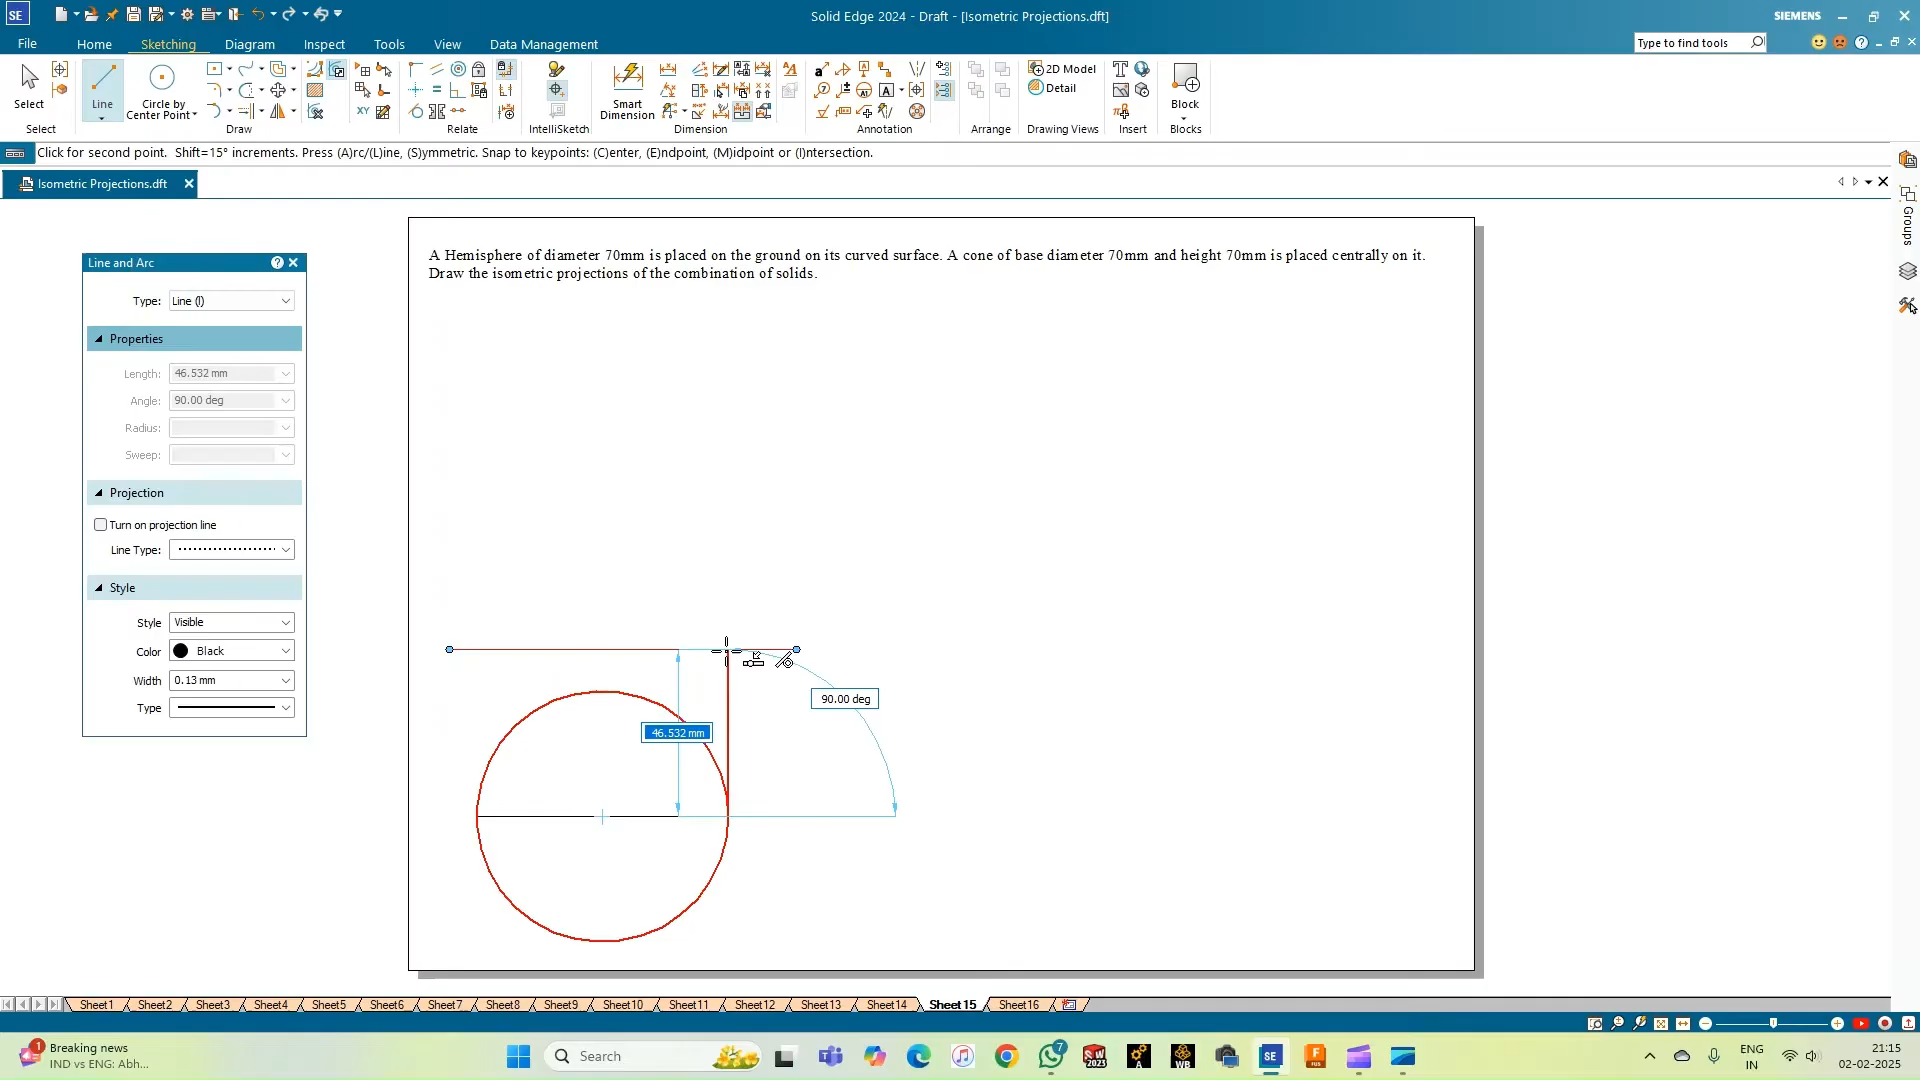 SE
Solid Edge 2024 - Draft - [Isometric Projections.dft]
SIEMENS
File
Home
Sketching
Diagram
Inspect
Tools
View
Data Management
Type to find tools
Select
Line
Circle by
Center Point
Smart
Dimension
2D Model
Detail
Block
Select
Draw
Relate
IntelliSketch
Dimension
Annotation
Arrange
Drawing Views
Insert
Blocks
Click for second point.  Shift=15° increments. Press (A)rc/(L)ine, (S)ymmetric. Snap to keypoints: (C)enter, (E)ndpoint, (M)idpoint or (I)ntersection.
Isometric Projections.dft
Groups
A Hemisphere of diameter 70mm is placed on the ground on its curved surface. A cone of base diameter 70mm and height 70mm is placed centrally on it.
Draw the isometric projections of the combination of solids.
Line and Arc
Type: Line (l)
Properties
Length: 46.532 mm
Angle: 90.00 deg
Radius:
Sweep:
Projection
Turn on projection line
Line Type:
Style
Style Visible
Color Black
Width 0.13 mm
Type
90.00 deg
46.532 mm
Sheet1 Sheet2 Sheet3 Sheet4 Sheet5 Sheet6 Sheet7 Sheet8 Sheet9 Sheet10 Sheet11 Sheet12 Sheet13 Sheet14 Sheet15 Sheet16
1
Breaking news
IND vs ENG: Abh...
Search
7
ENG
IN
21:15
02-02-2025